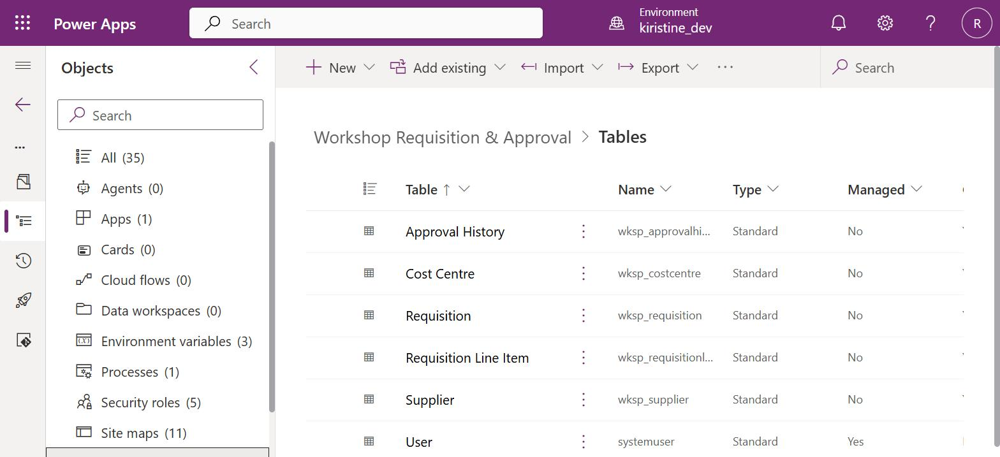 Power Apps
Search
Environment
kiristine_dev
R
Objects
New
Add existing
Import
Export
Search
Search
All (35)
Agents (0)
Apps (1)
Cards (0)
Cloud flows (0)
Data workspaces (0)
Environment variables (3)
Processes (1)
Security roles (5)
Site maps (11)
Workshop Requisition & Approval > Tables
Table ↑ Name Type Managed
Approval History wksp_approvalhi... Standard No
Cost Centre wksp_costcentre Standard No
Requisition wksp_requisition Standard No
Requisition Line Item wksp_requisitionl... Standard No
Supplier wksp_supplier Standard No
User systemuser Standard Yes